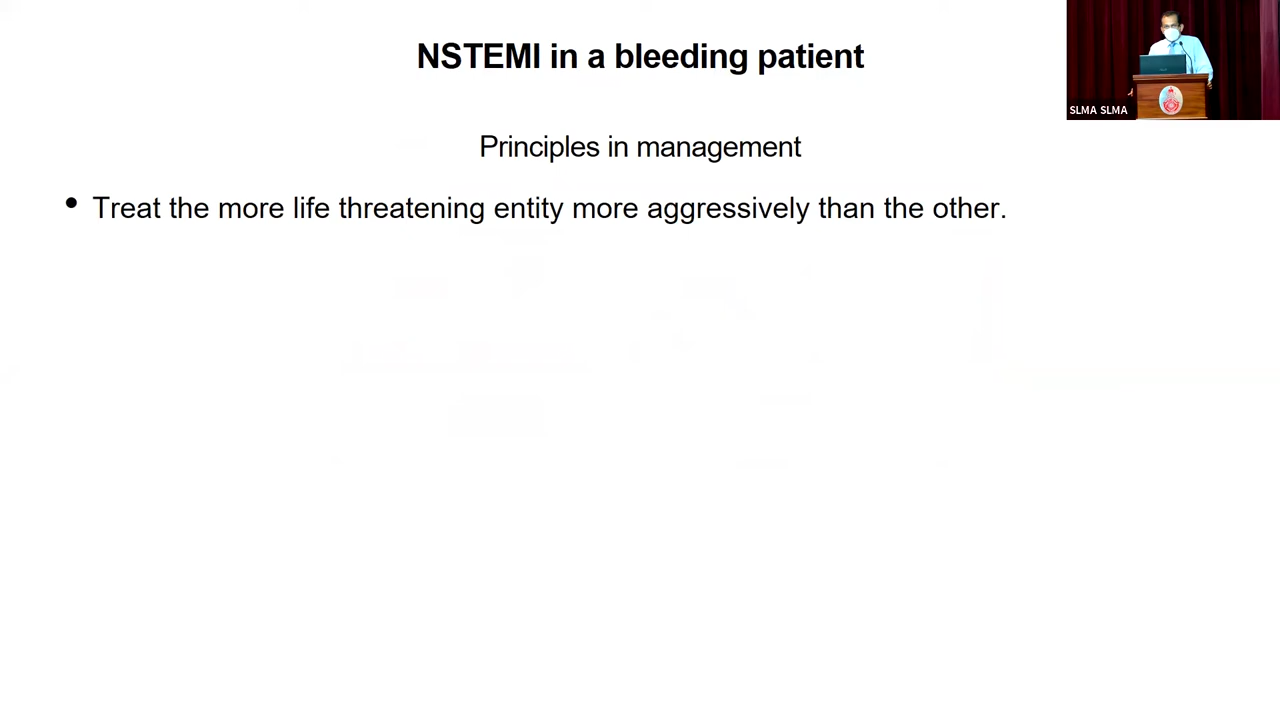 NSTEMI in a bleeding patient
SLMA SLMA
Principles in management
• Treat the more life threatening entity more aggressively than the other.